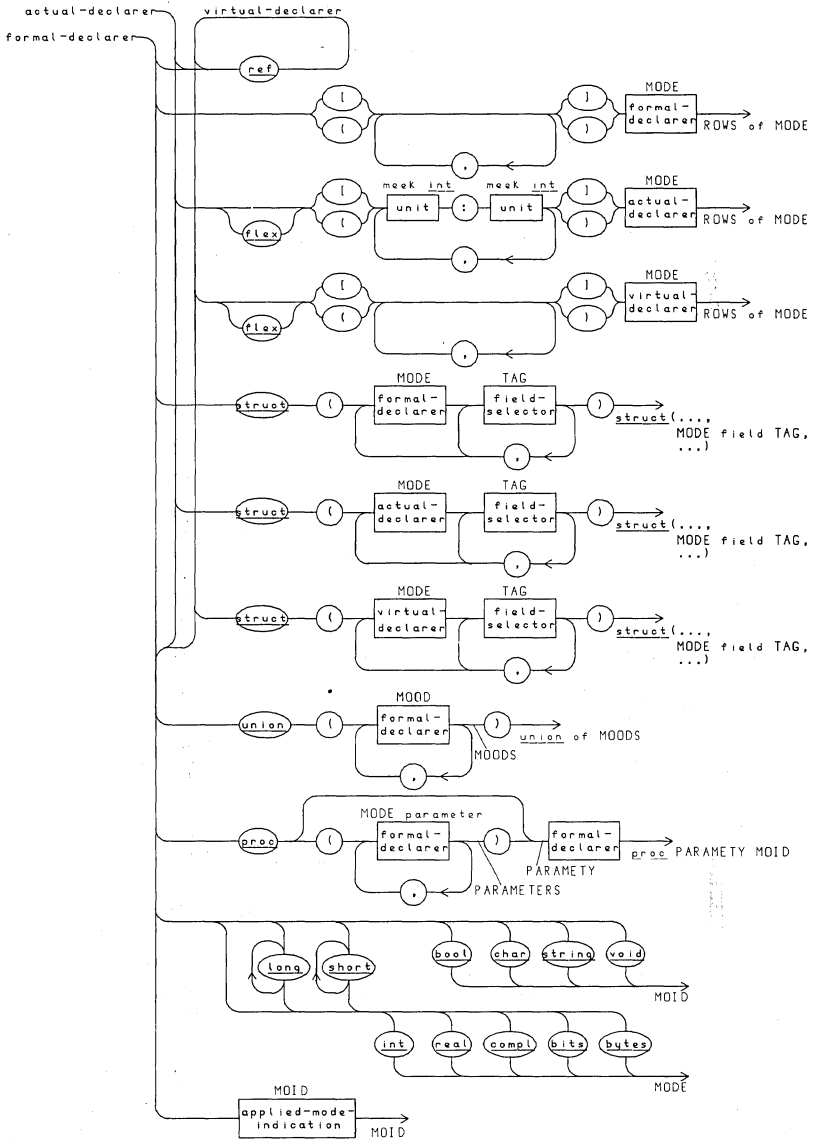 actual-declarer
virtual-declarer
formal-declarer
ref
[
(
,
]
)
MODE
formal-
declarer
ROWS of MODE
flex
[
(
meek int
unit
:
meek int
unit
,
]
)
MODE
actual-
declarer
ROWS of MODE
flex
[
(
,
]
)
MODE
virtual-
declarer
ROWS of MODE
struct
(
MODE
formal-
declarer
TAG
field-
selector
,
)
struct(...,
MODE field TAG,
...)
struct
(
MODE
actual-
declarer
TAG
field-
selector
,
)
struct(...,
MODE field TAG,
...)
struct
(
MODE
virtual-
declarer
TAG
field-
selector
,
)
struct(...,
MODE field TAG,
...)
union
(
MOOD
formal-
declarer
,
MOODS
)
union of MOODS
proc
(
MODE parameter
formal-
declarer
,
)
PARAMETERS
PARAMETY
formal-
declarer
proc PARAMETY MOID
long
short
bool
char
string
void
MOID
int
real
compl
bits
bytes
MODE
MOID
applied-mode-
indication
MOID